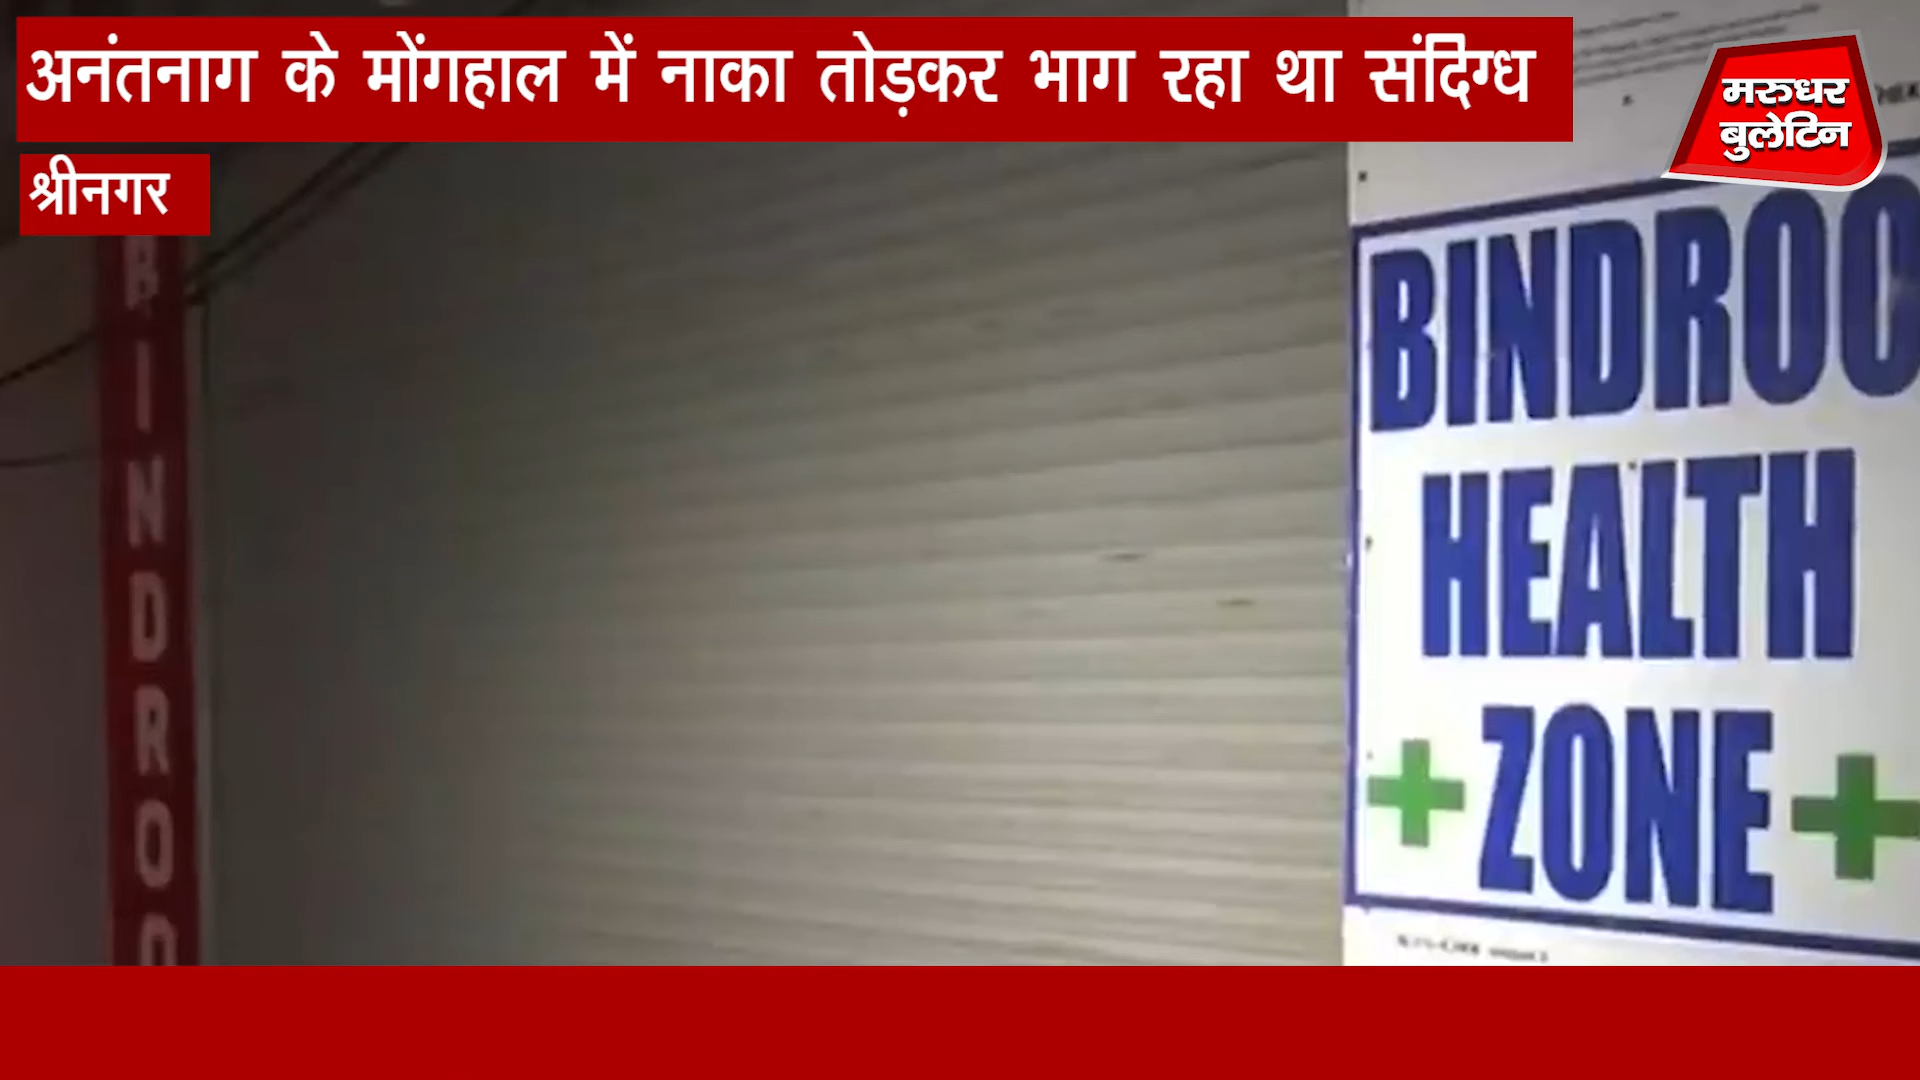 अनंतनाग के मोंगहाल में नाका तोड़कर भाग रहा था संदिग्ध
मरुधर
बुलेटिन
श्रीनगर
BINDRO
BINDROO
HEALTH
ZONE